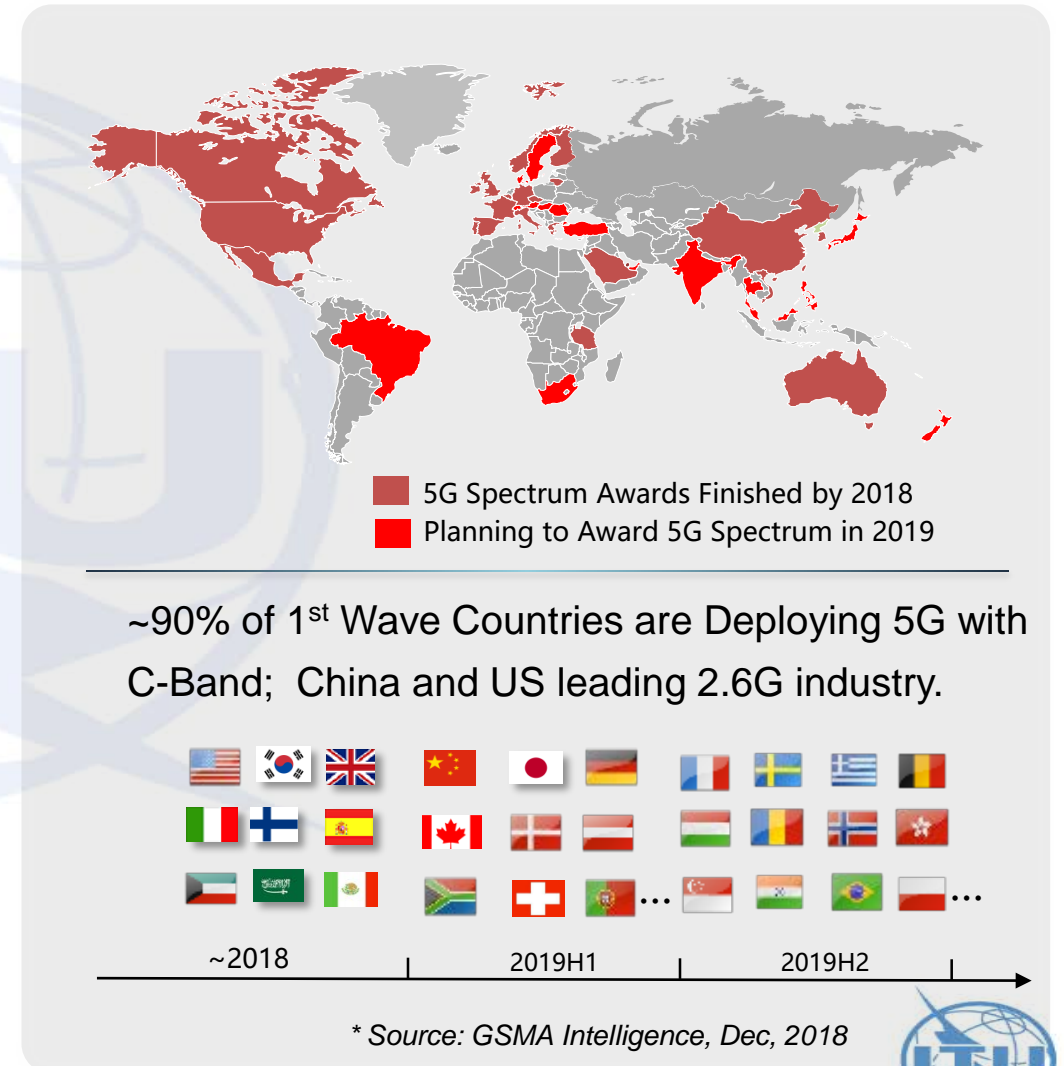 5G Spectrum Awards Finished by 2018
Planning to Award 5G Spectrum in 2019
~90% of 1st Wave Countries are Deploying 5G with
C-Band; China and US leading 2.6G industry.
... ...
~2018 2019H1 2019H2
* Source: GSMA Intelligence, Dec, 2018